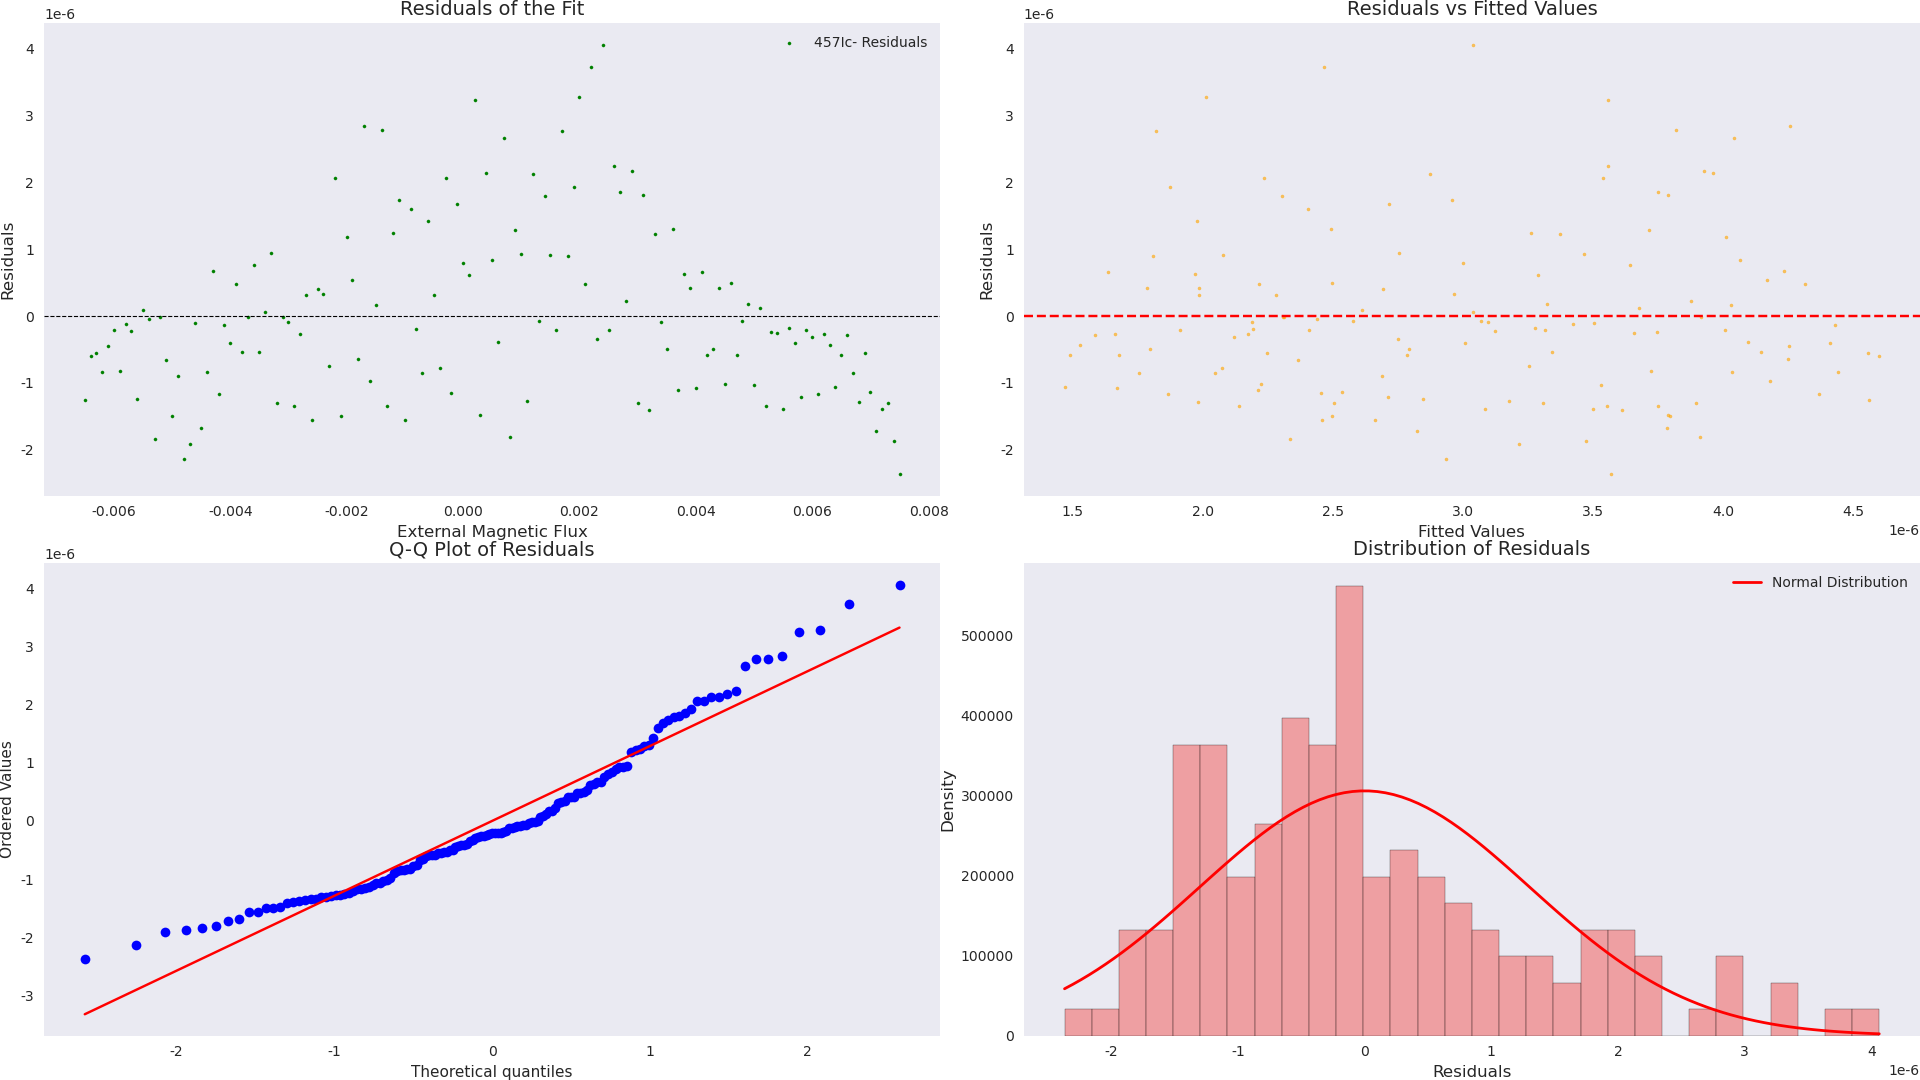 Residuals of the Fit
1e-6
457Ic- Residuals
4
3
2
1
0
-1
-2
Residuals
-0.006 -0.004 -0.002 0.000 0.002 0.004 0.006 0.008
External Magnetic Flux
Residuals vs Fitted Values
1e-6
4
3
2
1
0
-1
-2
Residuals
1.5 2.0 2.5 3.0 3.5 4.0 4.5
1e-6
Fitted Values
Q-Q Plot of Residuals
1e-6
4
3
2
1
0
-1
-2
-3
Ordered Values
-2 -1 0 1 2
Theoretical quantiles
Distribution of Residuals
Normal Distribution
500000
400000
300000
200000
100000
0
Density
-2 -1 0 1 2 3 4
1e-6
Residuals